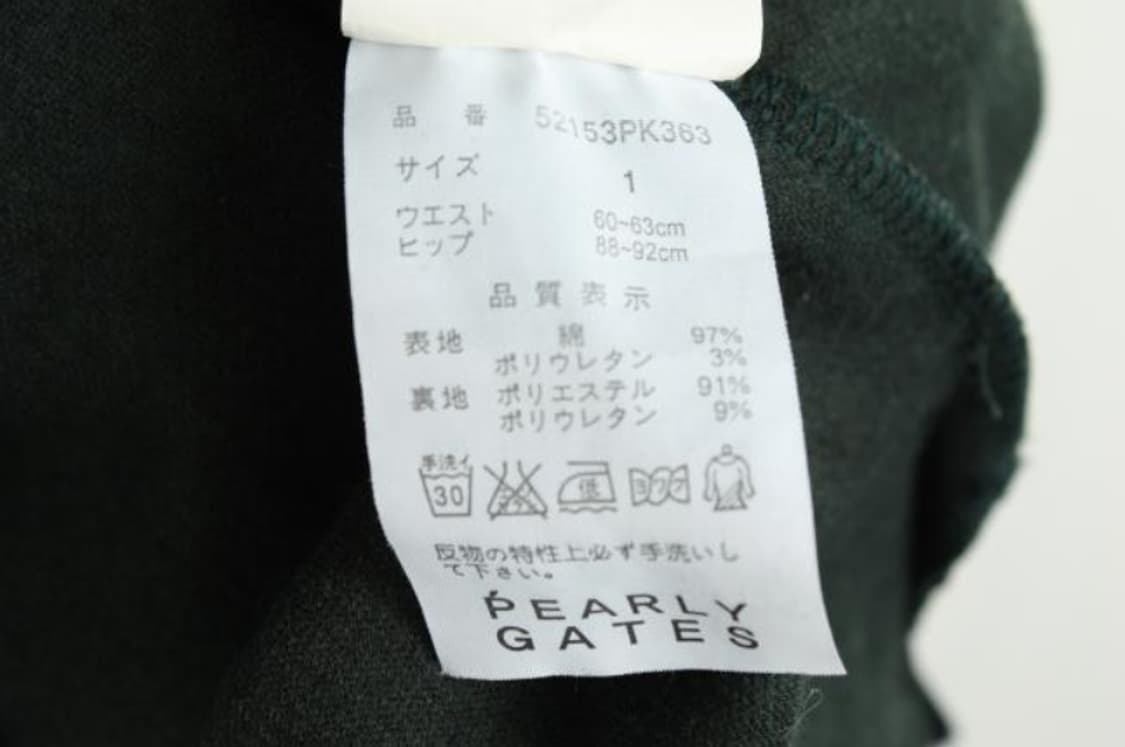 品番 52153PK363
サイズ 1
ウエスト 60~63cm
ヒップ 88~92cm
品質表示
表地 綿 97%
ポリウレタン 3%
裏地 ポリエステル 91%
ポリウレタン 9%
手洗イ
30
低
ヨワク
反物の特性上必ず手洗いし
て下さい。
PEARLY
GATES